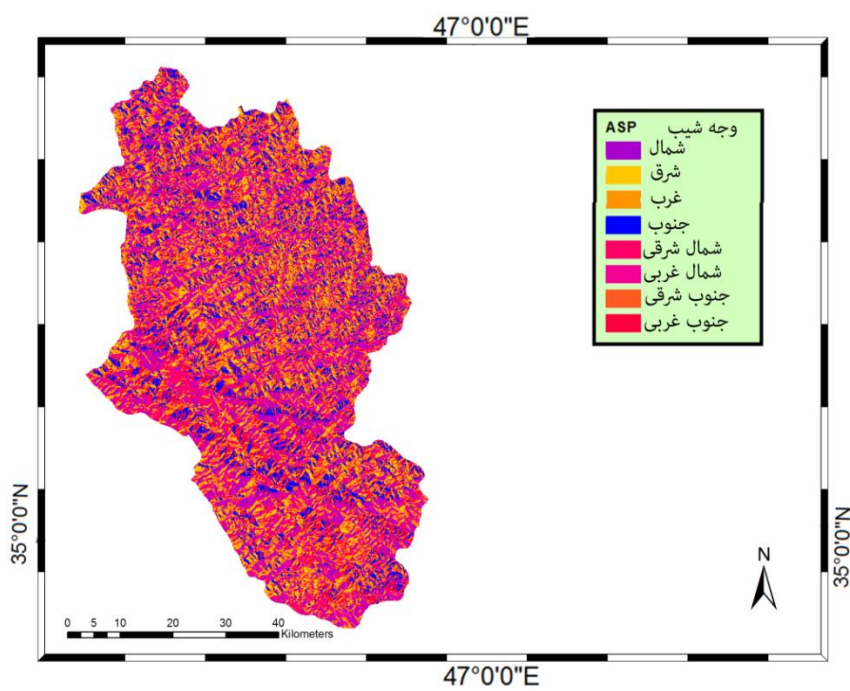 47°0'0"E
ASP وجه شیب
شمال
شرق
غرب
جنوب
شمال شرقی
شمال غربی
جنوب شرقی
جنوب غربی
35°0'0"N
35°0'0"N
N
0 5 10 20 30 40
Kilometers
47°0'0"E